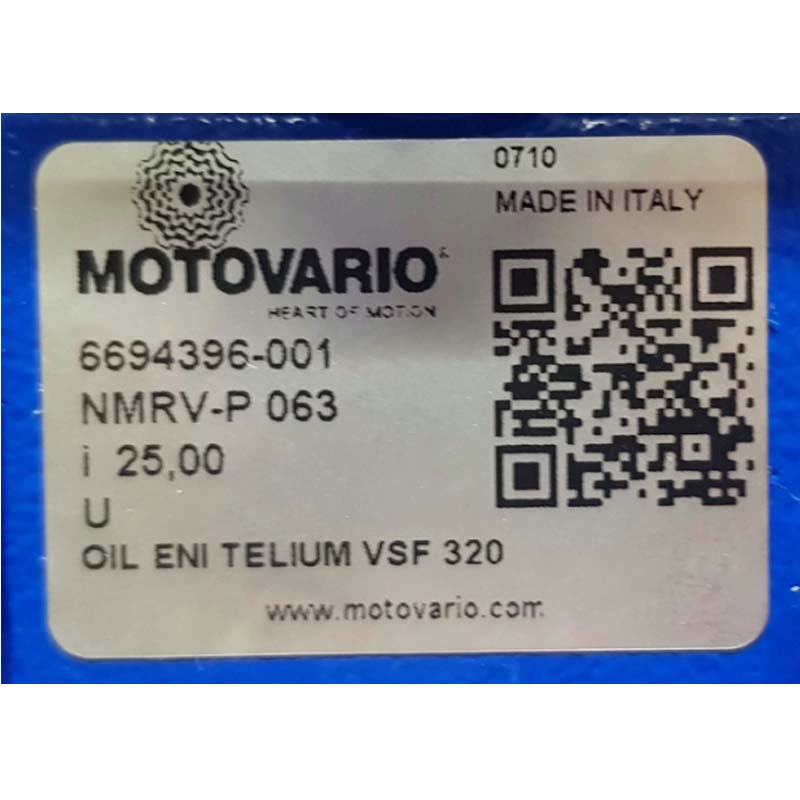 0710
MADE IN ITALY
MOTOVARIO
HEART OF MOTION
6694396-001
NMRV-P 063
i 25,00
U
OIL ENI TELIUM VSF 320
www.motovario.com